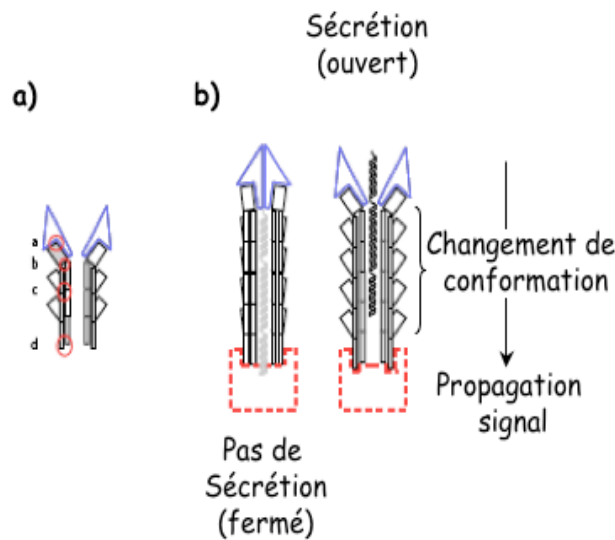 Sécrétion
(ouvert)
a)
b)
a
b
c
d
Changement de
conformation
Propagation
signal
Pas de
Sécrétion
(fermé)